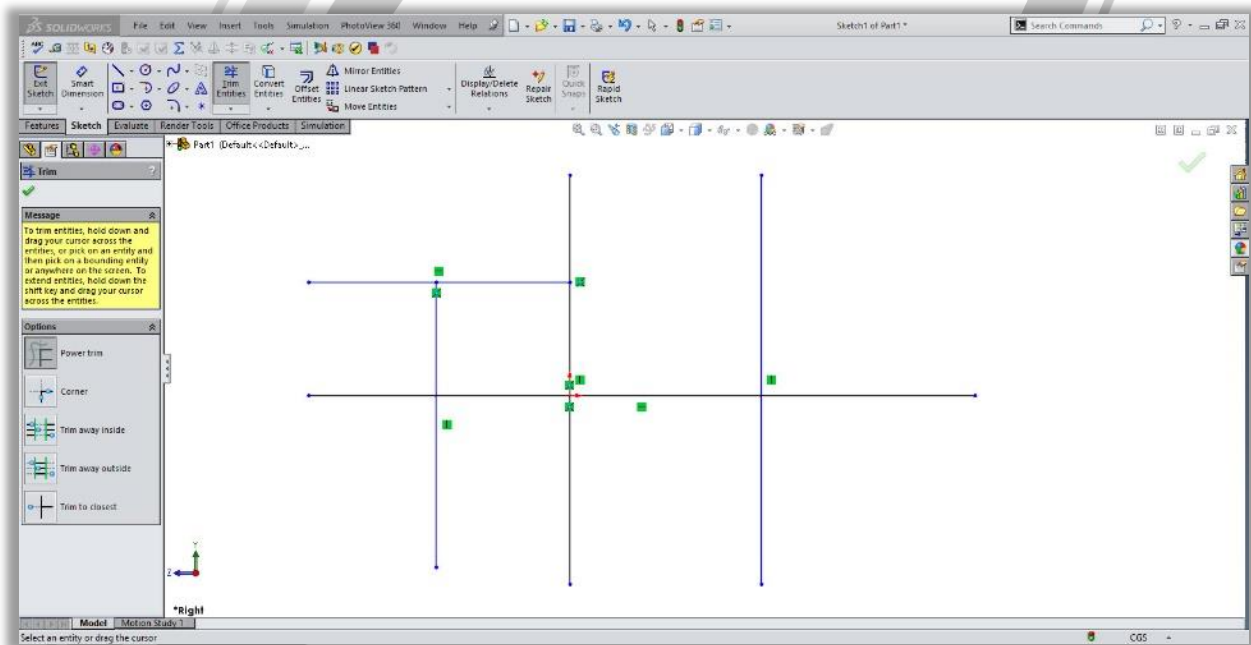 SOLIDWORKS File Edit View Insert Tools Simulation PhotoView 360 Window Help Sketch1 of Part1 * Search Commands
Exit Sketch
Smart Dimension
Trim Entities
Convert Entities
Offset Entities
Mirror Entities
Linear Sketch Pattern
Move Entities
Display/Delete Relations
Repair Sketch
Quick Snaps
Rapid Sketch
Features Sketch Evaluate Render Tools Office Products Simulation
Part1 (Default<<Default>_...
Trim ?
Message
To trim entities, hold down and
drag your cursor across the
entities, or pick on an entity and
then pick on a bounding entity
or anywhere on the screen. To
extend entities, hold down the
shift key and drag your cursor
across the entities.
Options
Power trim
Corner
Trim away inside
Trim away outside
Trim to closest
Y
Z
*Right
Model Motion Study 1
Select an entity or drag the cursor CGS